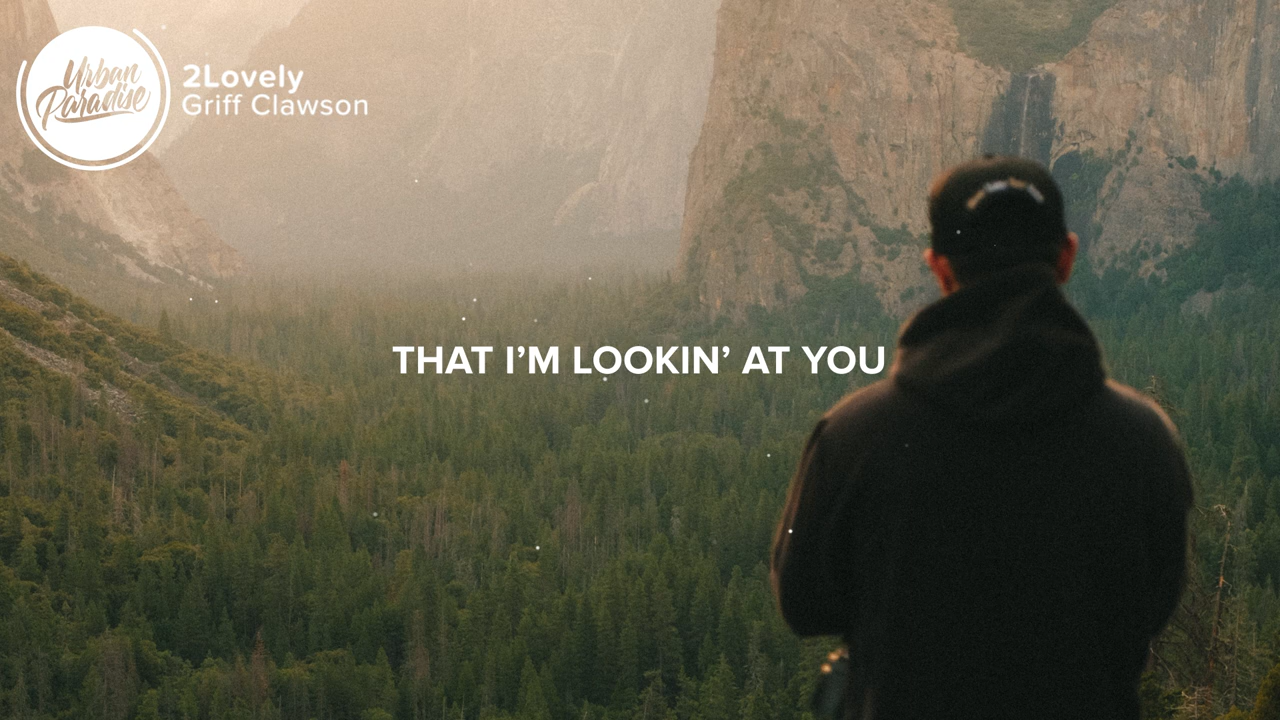 Urban
Paradise
2Lovely
Griff Clawson
THAT I’M LOOKIN’ AT YOU